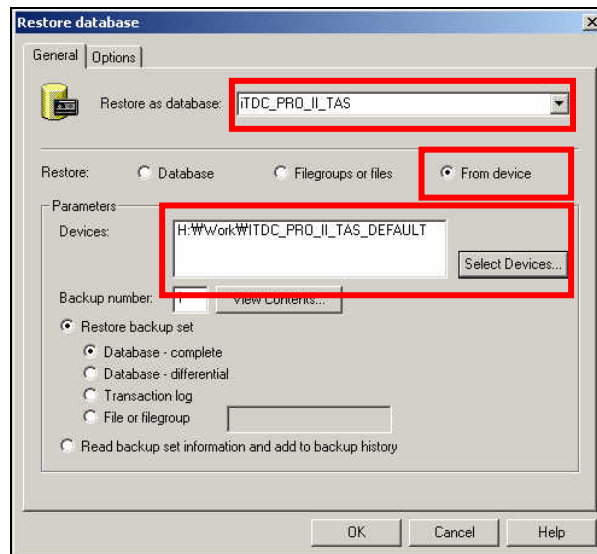 Restore database
General
Options
Restore as database:
iTDC_PRO_II_TAS
Restore:
Database
Filegroups or files
From device
Parameters
Devices:
H:₩Work₩ITDC_PRO_II_TAS_DEFAULT
Select Devices...
Backup number:
View Contents...
Restore backup set
Database - complete
Database - differential
Transaction log
File or filegroup
Read backup set information and add to backup history
OK
Cancel
Help